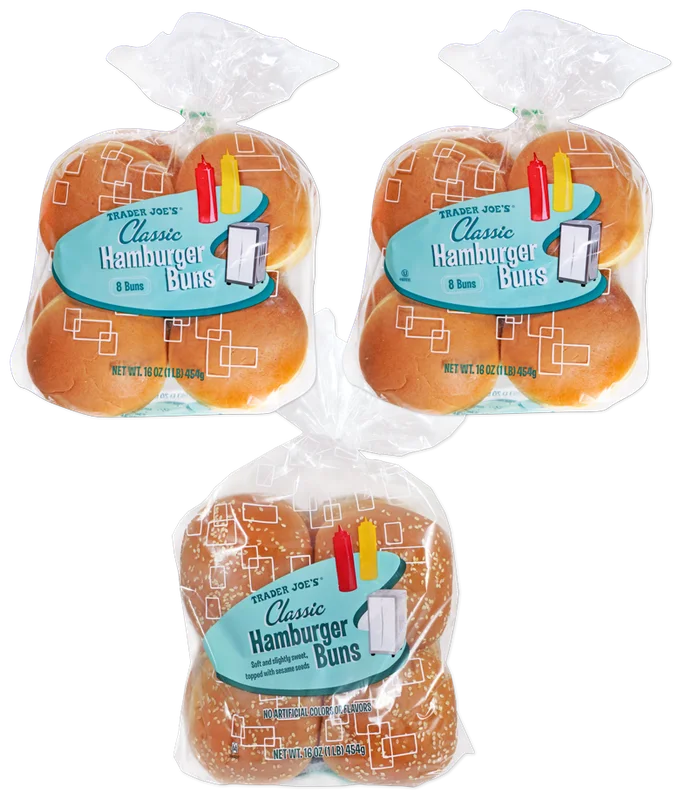 TRADER JOE'S®
Classic
Hamburger
Buns
8 Buns
NET WT. 16 OZ (1 LB) 454g
TRADER JOE'S®
Classic
Hamburger
Buns
8 Buns
NET WT. 16 OZ (1 LB) 454g
TRADER JOE'S®
Classic
Hamburger
Buns
Soft and slightly sweet,
topped with sesame seeds
NO ARTIFICIAL COLORS OR FLAVORS
NET WT. 16 OZ (1 LB) 454g